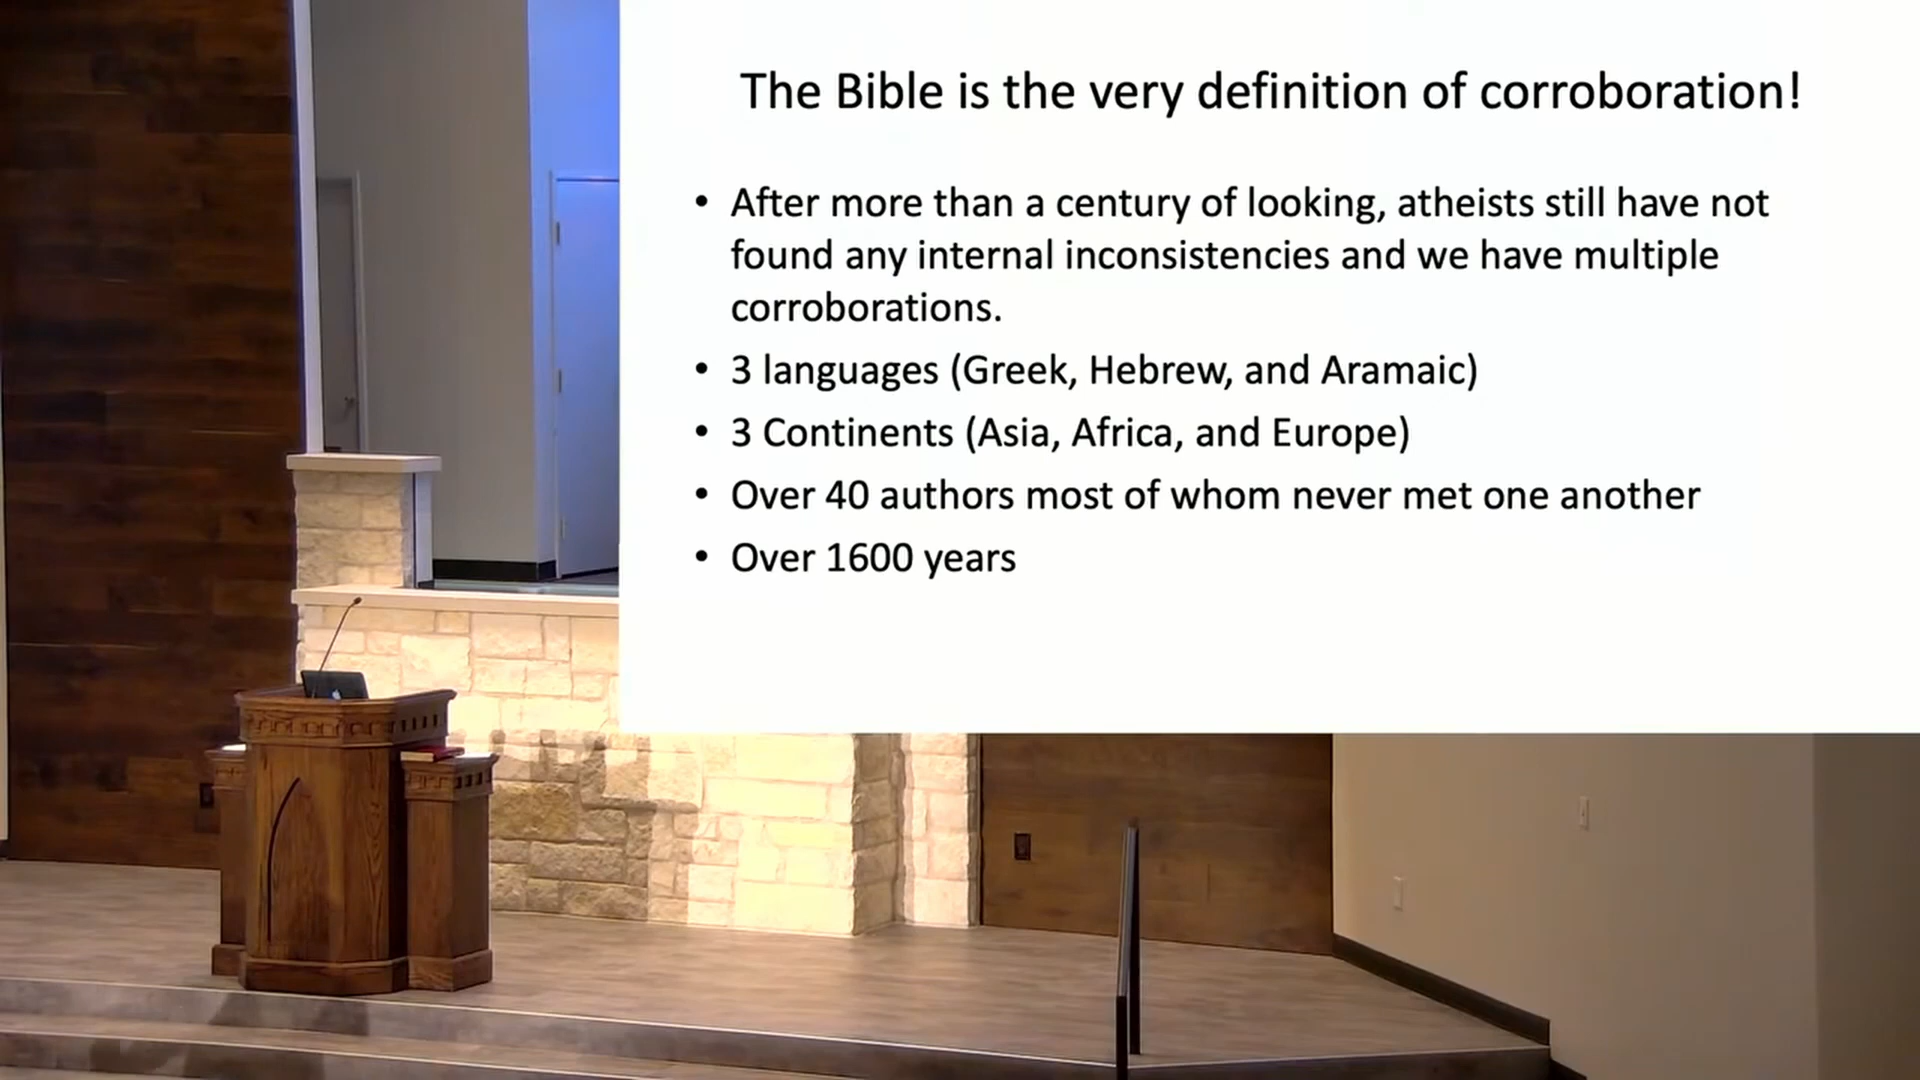 The Bible is the very definition of corroboration!
• After more than a century of looking, atheists still have not
found any internal inconsistencies and we have multiple
corroborations.
• 3 languages (Greek, Hebrew, and Aramaic)
• 3 Continents (Asia, Africa, and Europe)
• Over 40 authors most of whom never met one another
• Over 1600 years